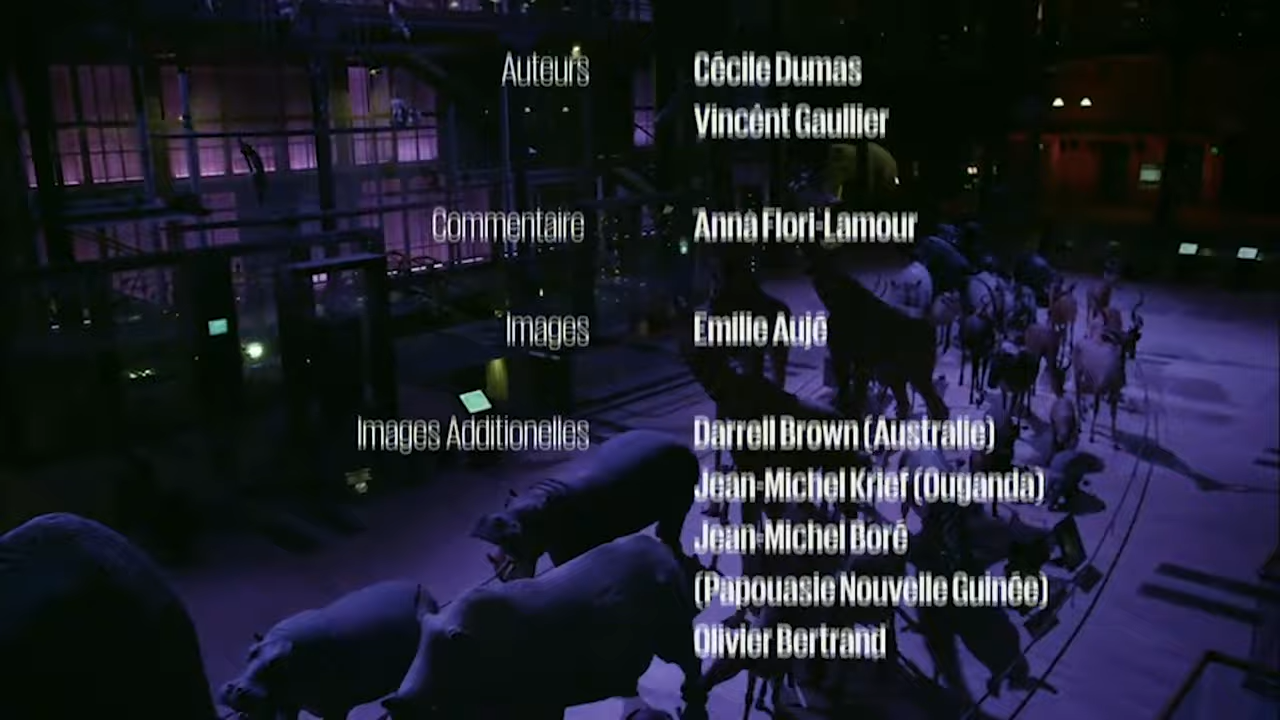 Auteurs Cécile Dumas
Vincent Gaullier
Commentaire Anna Fiori-Lamour
Images Emilie Aujé
Images Additionelles Darrell Brown (Australie)
Jean-Michel Krief (Ouganda)
Jean-Michel Boré
(Papouasie Nouvelle Guinée)
Olivier Bertrand